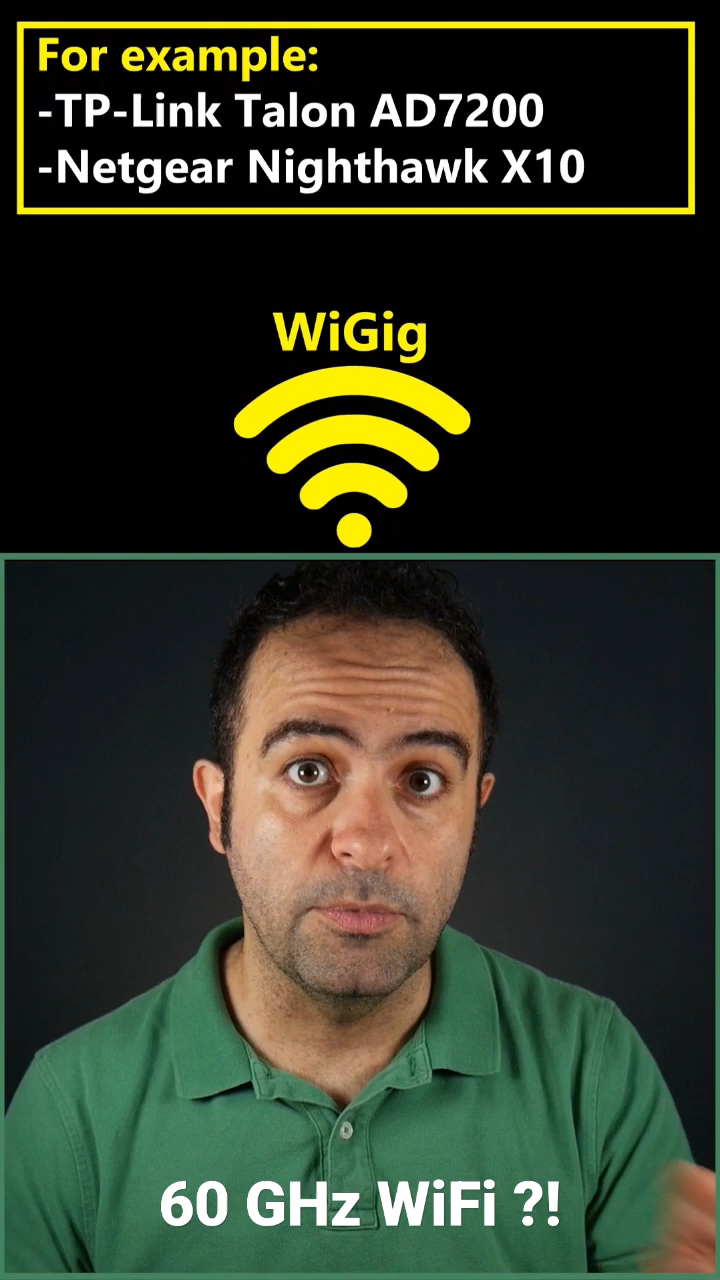 For example:
-TP-Link Talon AD7200
-Netgear Nighthawk X10
WiGig
60 GHz WiFi ?!